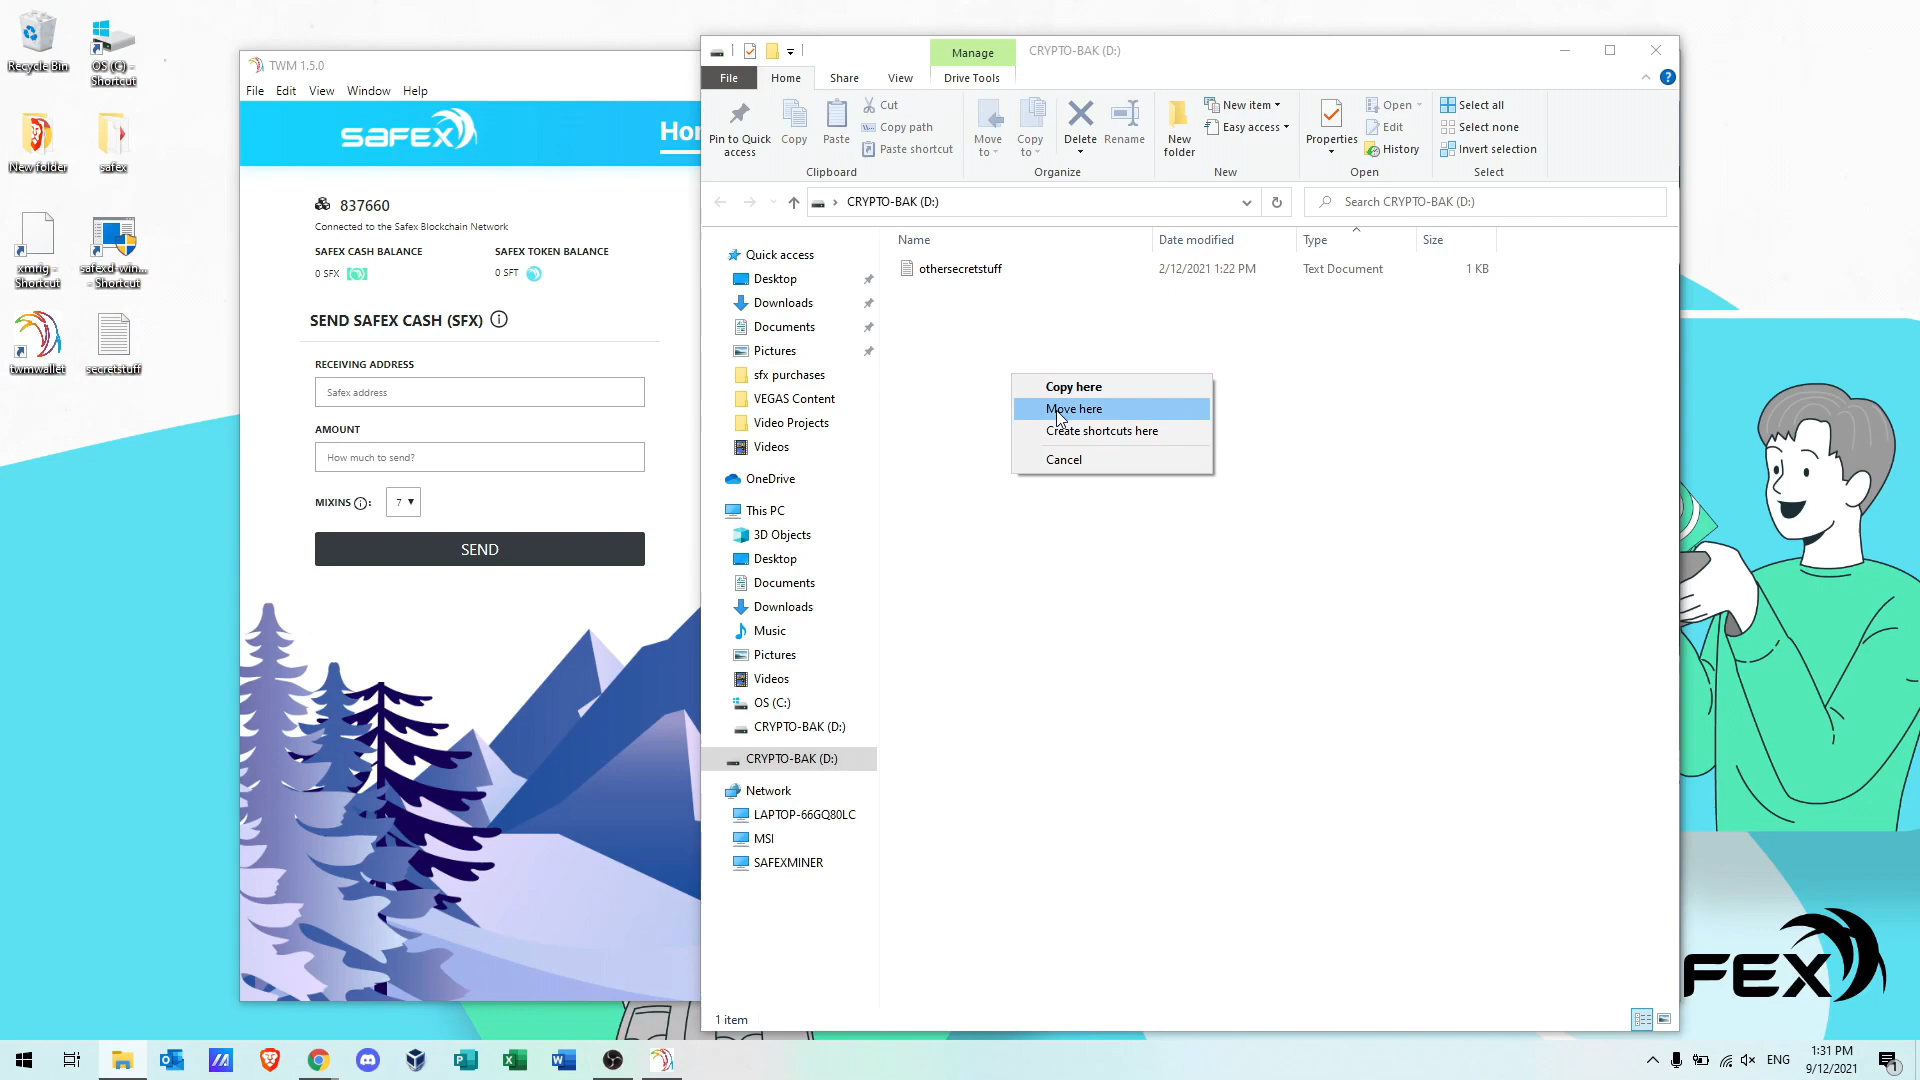 Recycle Bin
OS (C) -
Shortcut
New folder
safex
xmrig -
Shortcut
safexd-win...
- Shortcut
twmwallet
secretstuff
TWM 1.5.0
File Edit View Window Help
safex
Hor
837660
Connected to the Safex Blockchain Network
SAFEX CASH BALANCE
SAFEX TOKEN BALANCE
0 SFX
0 SFT
SEND SAFEX CASH (SFX)
RECEIVING ADDRESS
Safex address
AMOUNT
How much to send?
MIXINS
7
SEND
Manage
CRYPTO-BAK (D:)
File Home Share View Drive Tools
Pin to Quick
access
Copy
Paste
Cut
Copy path
Paste shortcut
Clipboard
Move
to
Copy
to
Delete
Rename
Organize
New
folder
New item
Easy access
New
Properties
Open
Edit
History
Open
Select all
Select none
Invert selection
Select
CRYPTO-BAK (D:)
Search CRYPTO-BAK (D:)
Name
Date modified
Type
Size
othersecretstuff
2/12/2021 1:22 PM
Text Document
1 KB
Quick access
Desktop
Downloads
Documents
Pictures
sfx purchases
VEGAS Content
Video Projects
Videos
OneDrive
This PC
3D Objects
Desktop
Documents
Downloads
Music
Pictures
Videos
OS (C:)
CRYPTO-BAK (D:)
CRYPTO-BAK (D:)
Network
LAPTOP-66GQ80LC
MSI
SAFEXMINER
Copy here
Move here
Create shortcuts here
Cancel
1 item
FEX
ENG
1:31 PM
9/12/2021
1